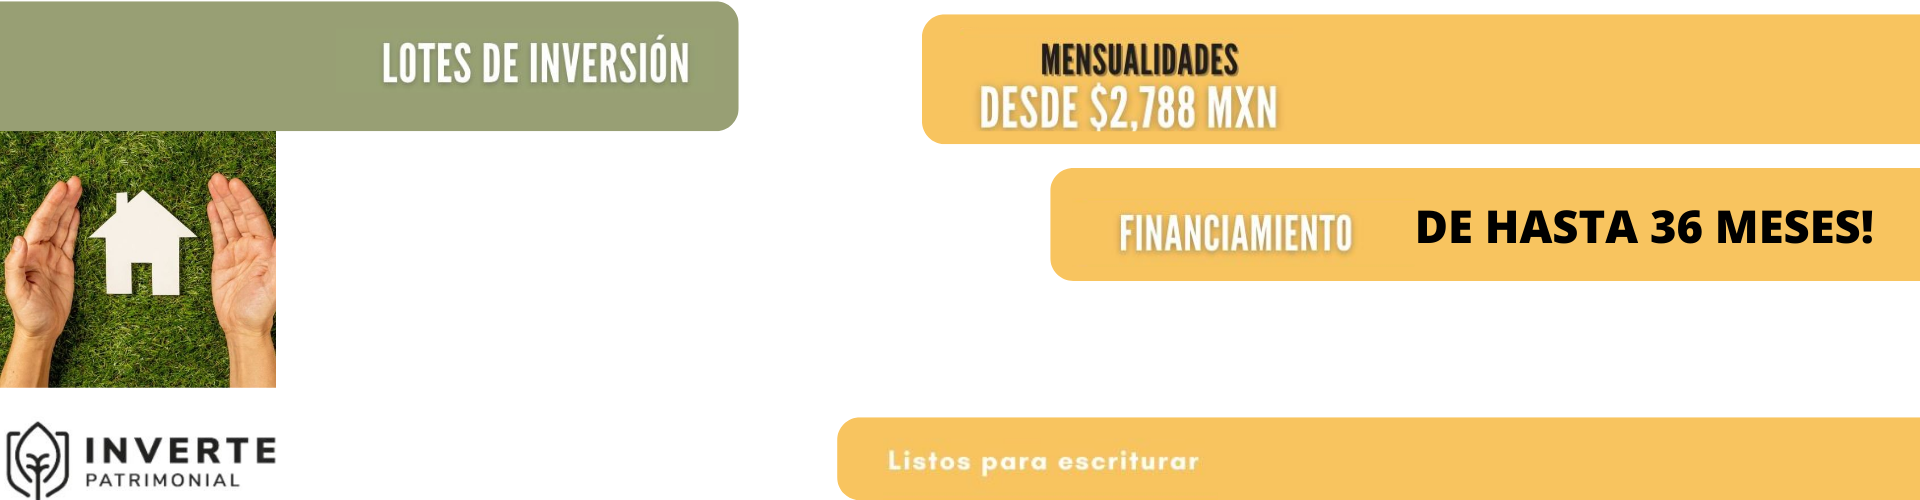 LOTES DE INVERSIÓN
MENSUALIDADES
DESDE $2,788 MXN
FINANCIAMIENTO DE HASTA 36 MESES!
INVERTE
PATRIMONIAL
Listos para escriturar